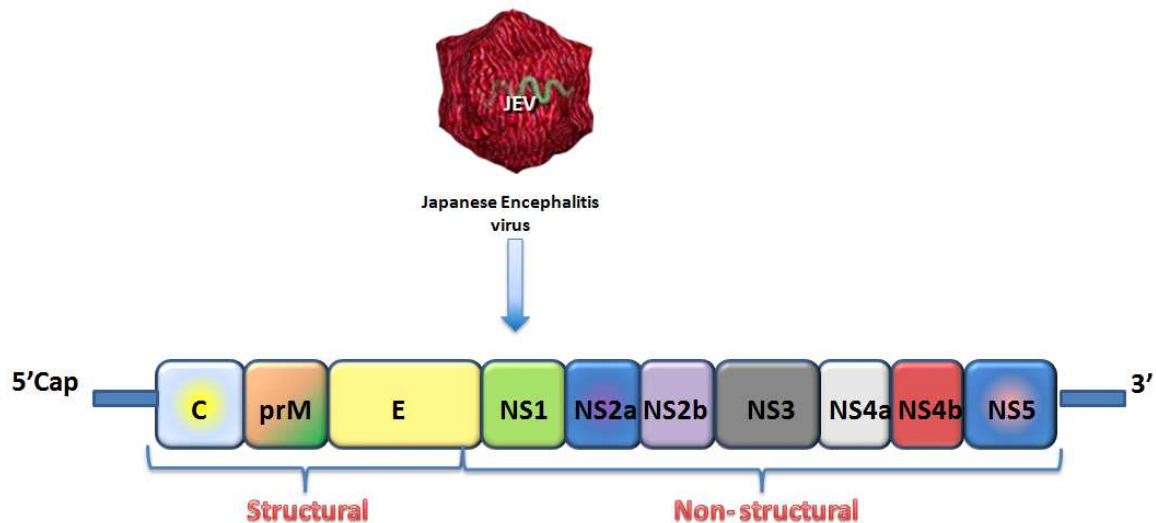 JEV
Japanese Encephalitis
virus
5’Cap
C
prM
E
NS1
NS2a
NS2b
NS3
NS4a
NS4b
NS5
3’
Structural
Non- structural